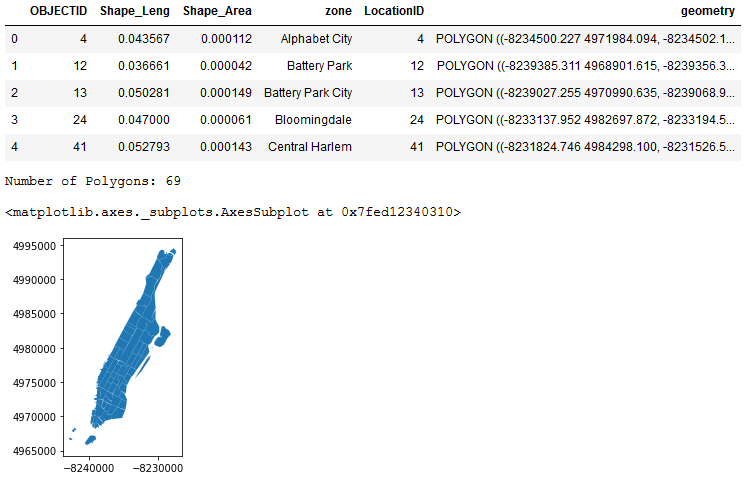 OBJECTID Shape_Leng Shape_Area zone LocationID geometry
0 4 0.043567 0.000112 Alphabet City 4 POLYGON ((-8234500.227 4971984.094, -8234502.1...
1 12 0.036661 0.000042 Battery Park 12 POLYGON ((-8239385.311 4968901.615, -8239356.3...
2 13 0.050281 0.000149 Battery Park City 13 POLYGON ((-8239027.255 4970990.635, -8239068.9...
3 24 0.047000 0.000061 Bloomingdale 24 POLYGON ((-8233137.952 4982697.872, -8233194.5...
4 41 0.052793 0.000143 Central Harlem 41 POLYGON ((-8231824.746 4984298.100, -8231526.5...
Number of Polygons: 69
<matplotlib.axes._subplots.AxesSubplot at 0x7fed12340310>
4995000
4990000
4985000
4980000
4975000
4970000
4965000
−8240000 −8230000